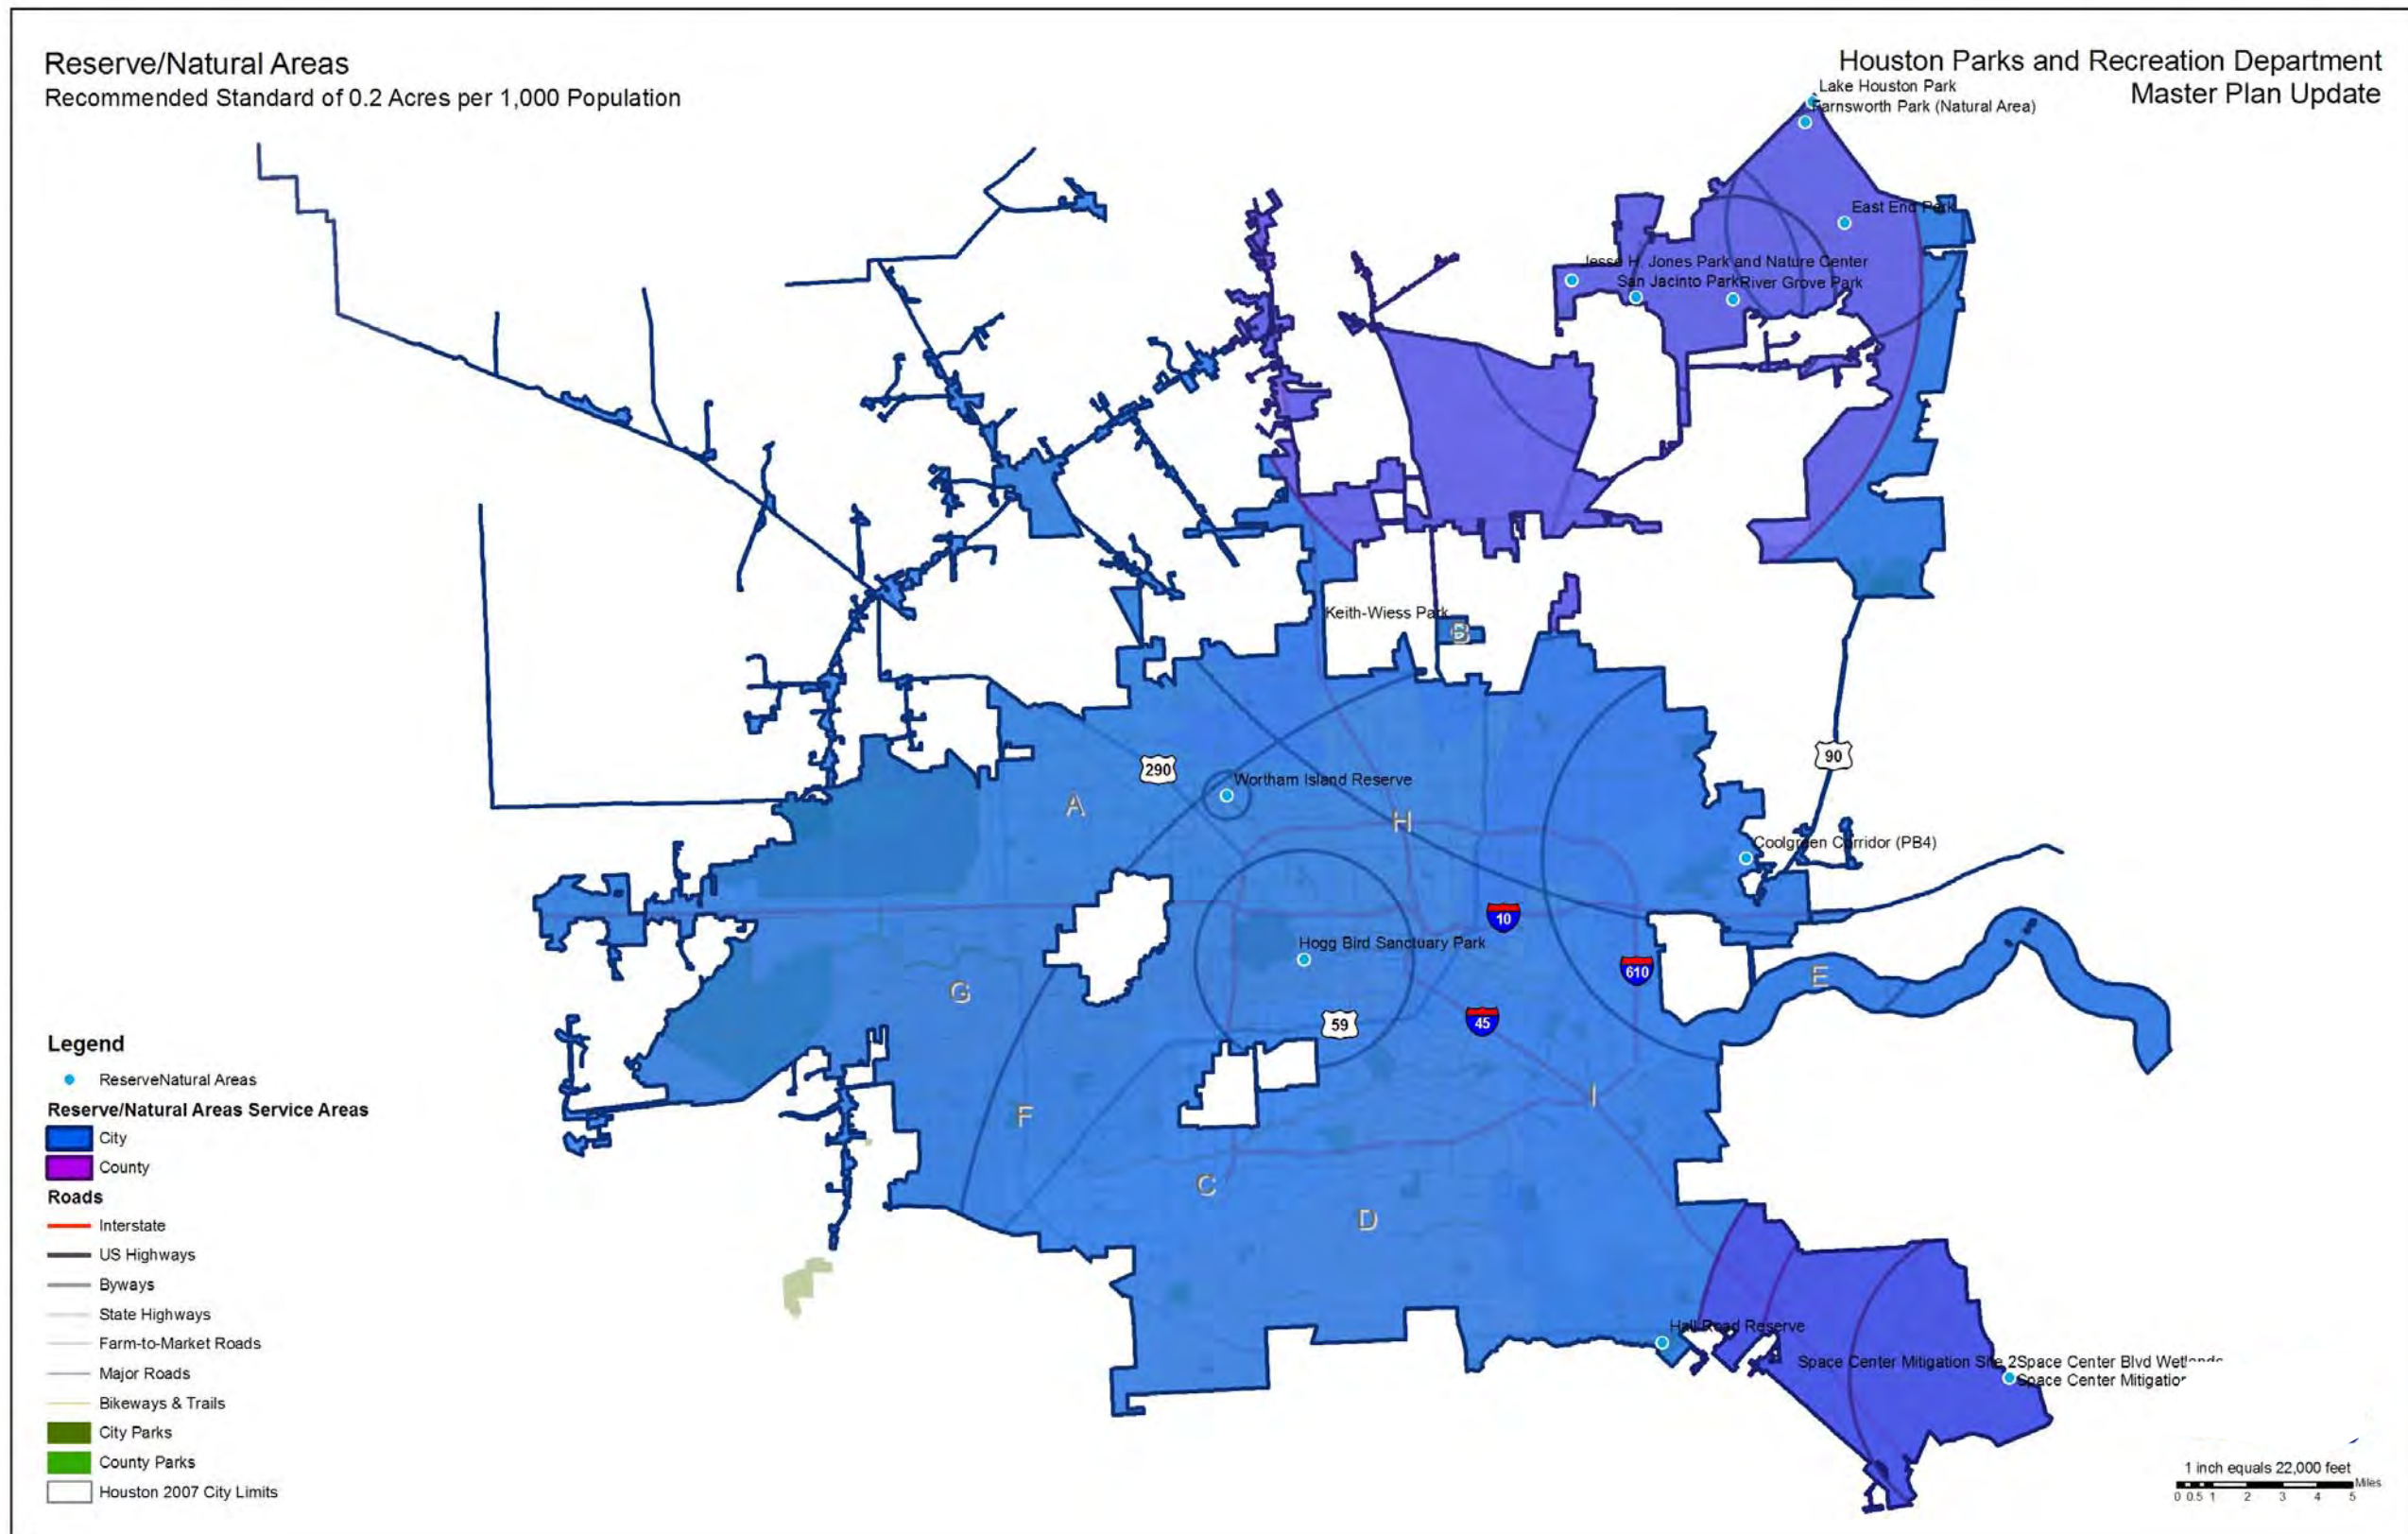 Reserve/Natural Areas
Recommended Standard of 0.2 Acres per 1,000 Population
Houston Parks and Recreation Department
Master Plan Update
Lake Houston Park
Farnsworth Park (Natural Area)
East End Park
Jesse H. Jones Park and Nature Center
San Jacinto Park
River Grove Park
Keith-Wiess Park
B
290
90
Wortham Island Reserve
A
H
Coolgreen Corridor (PB4)
10
Hogg Bird Sanctuary Park
610
E
G
59
45
I
F
C
D
Hall Road Reserve
Space Center Mitigation Site 2
Space Center Blvd
Space Center
Legend
ReserveNatural Areas
Reserve/Natural Areas Service Areas
City
County
Roads
Interstate
US Highways
Byways
State Highways
Farm-to-Market Roads
Major Roads
Bikeways & Trails
City Parks
County Parks
Houston 2007 City Limits
1 inch equals 22,000 feet
Miles
0 0.5 1 2 3 4 5